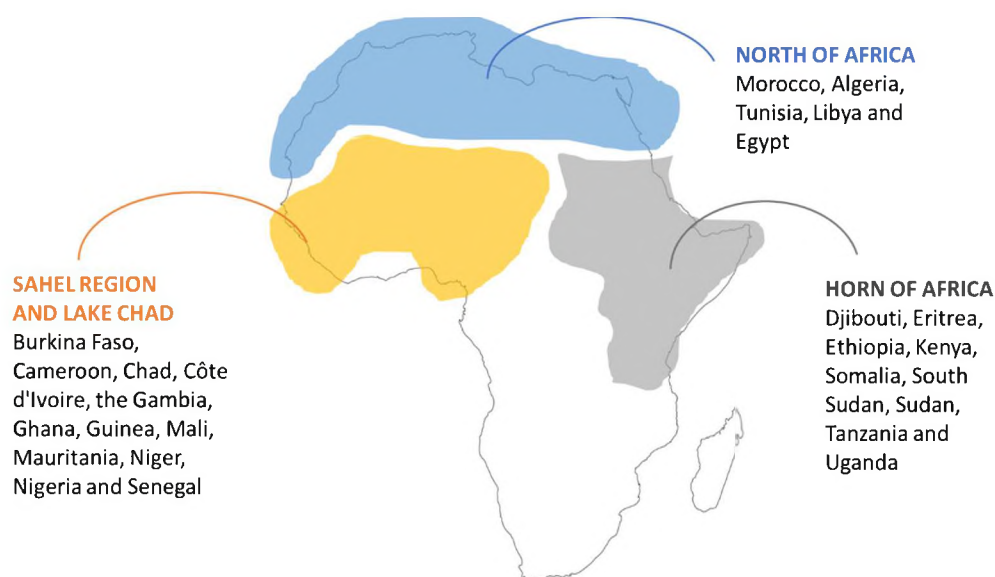 NORTH OF AFRICA
Morocco, Algeria,
Tunisia, Libya and
Egypt
SAHEL REGION
AND LAKE CHAD
Burkina Faso,
Cameroon, Chad, Côte
d'Ivoire, the Gambia,
Ghana, Guinea, Mali,
Mauritania, Niger,
Nigeria and Senegal
HORN OF AFRICA
Djibouti, Eritrea,
Ethiopia, Kenya,
Somalia, South
Sudan, Sudan,
Tanzania and
Uganda